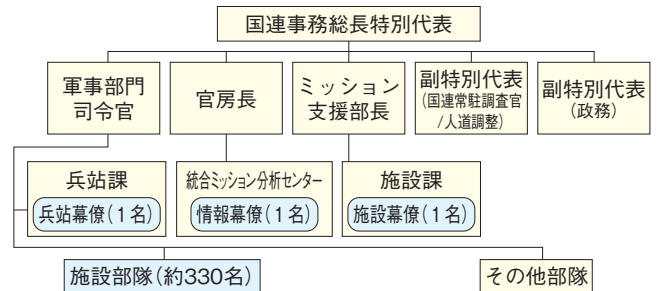 国連事務総長特別代表
軍事部門
司令官
官房長
ミッション
支援部長
副特別代表
(国連常駐調査官
/人道調整)
副特別代表
(政務)
兵站課
兵站幕僚(1名)
統合ミッション分析センター
情報幕僚(1名)
施設課
施設幕僚(1名)
施設部隊(約330名)
その他部隊